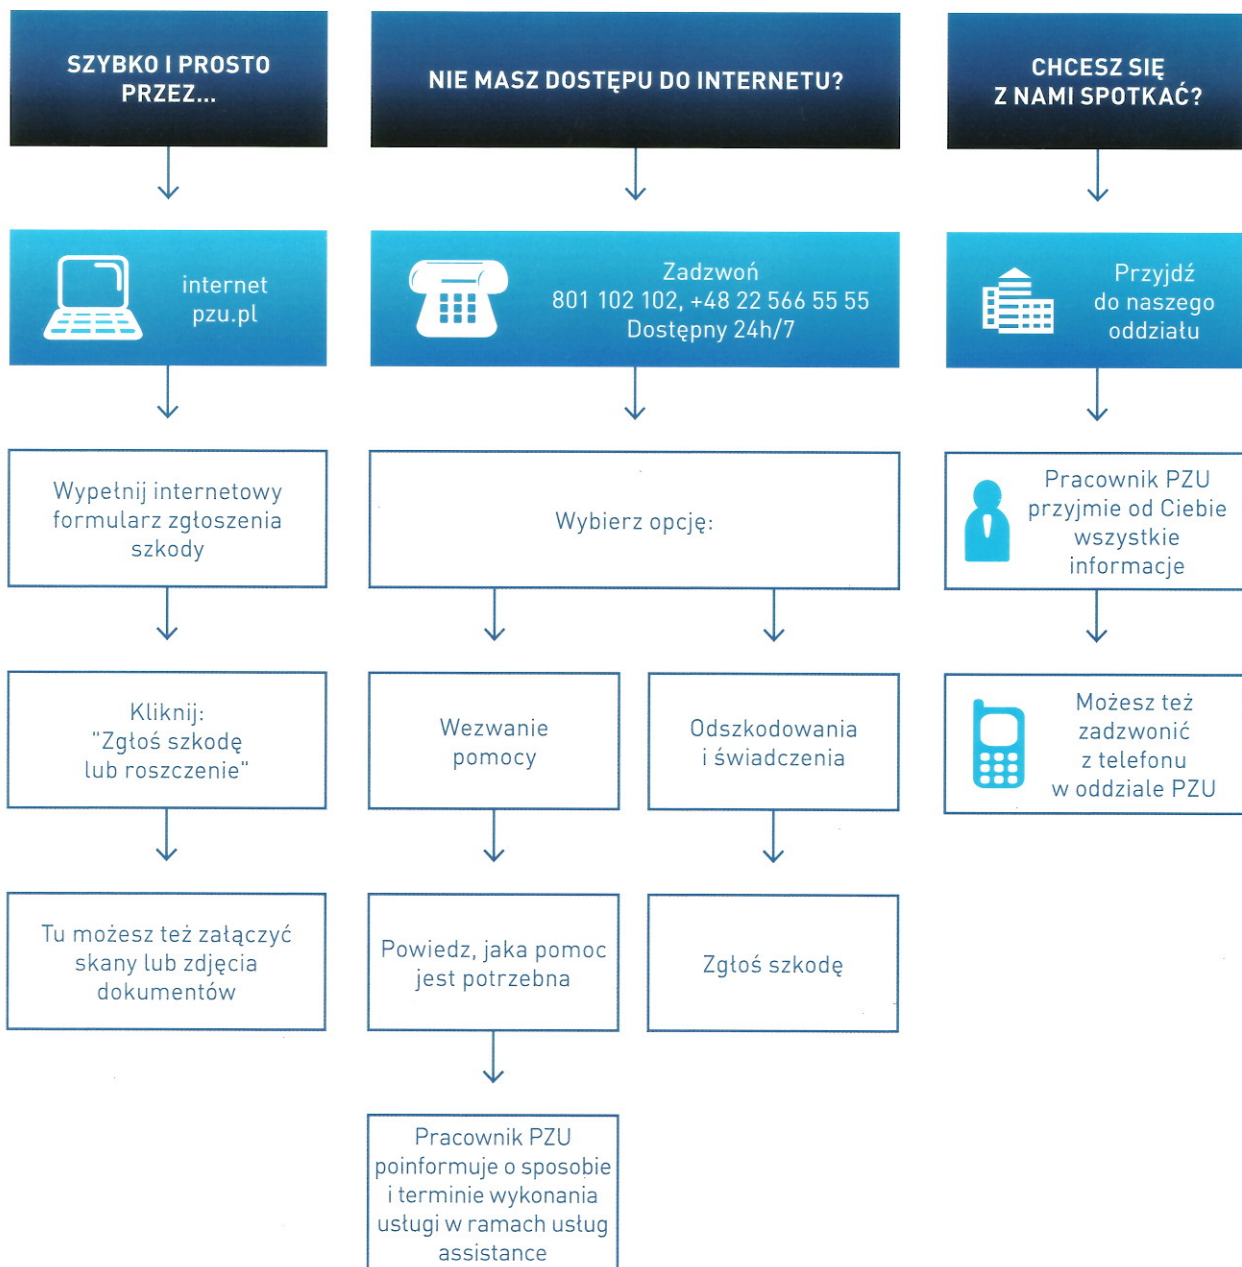 SZYBKO I PROSTO
PRZEZ...
NIE MASZ DOSTĘPU DO INTERNETU?
CHCESZ SIĘ
Z NAMI SPOTKAĆ?
internet
pzu.pl
Zadzwoń
801 102 102, +48 22 566 55 55
Dostępny 24h/7
Przyjdź
do naszego
oddziału
Wypełnij internetowy
formularz zgłoszenia
szkody
Wybierz opcję:
Pracownik PZU
przyjmie od Ciebie
wszystkie
informacje
Kliknij:
"Zgłoś szkodę
lub roszczenie"
Wezwanie
pomocy
Odszkodowania
i świadczenia
Możesz też
zadzwonić
z telefonu
w oddziale PZU
Tu możesz też załączyć
skany lub zdjęcia
dokumentów
Powiedz, jaka pomoc
jest potrzebna
Zgłoś szkodę
Pracownik PZU
poinformuje o sposobie
i terminie wykonania
usługi w ramach usług
assistance